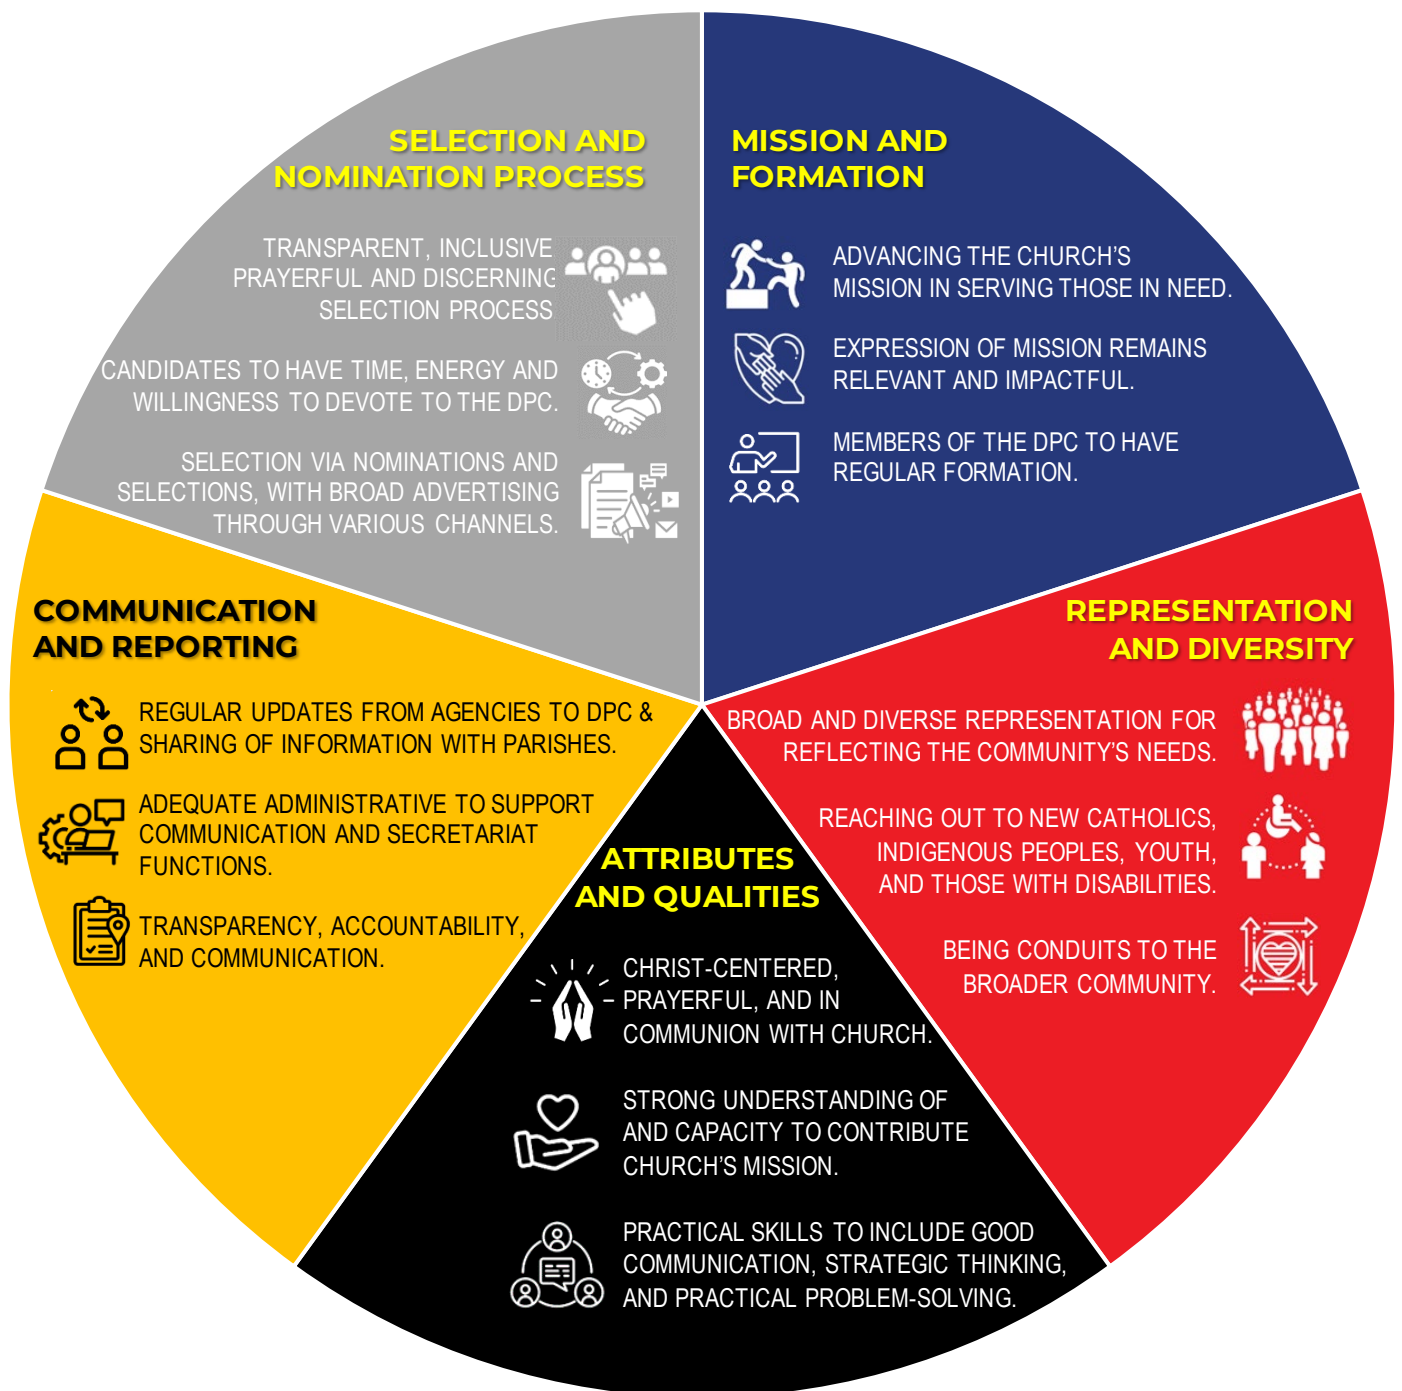 SELECTION AND
NOMINATION PROCESS
TRANSPARENT, INCLUSIVE
PRAYERFUL AND DISCERNING
SELECTION PROCESS
CANDIDATES TO HAVE TIME, ENERGY AND
WILLINGNESS TO DEVOTE TO THE DPC.
SELECTION VIA NOMINATIONS AND
SELECTIONS, WITH BROAD ADVERTISING
THROUGH VARIOUS CHANNELS.
MISSION AND
FORMATION
ADVANCING THE CHURCH'S
MISSION IN SERVING THOSE IN NEED.
EXPRESSION OF MISSION REMAINS
RELEVANT AND IMPACTFUL.
MEMBERS OF THE DPC TO HAVE
REGULAR FORMATION.
REPRESENTATION
AND DIVERSITY
BROAD AND DIVERSE REPRESENTATION FOR
REFLECTING THE COMMUNITY'S NEEDS.
REACHING OUT TO NEW CATHOLICS,
INDIGENOUS PEOPLES, YOUTH,
AND THOSE WITH DISABILITIES.
BEING CONDUITS TO THE
BROADER COMMUNITY.
ATTRIBUTES
AND QUALITIES
CHRIST-CENTERED,
PRAYERFUL, AND IN
COMMUNION WITH CHURCH.
STRONG UNDERSTANDING OF
AND CAPACITY TO CONTRIBUTE
CHURCH'S MISSION.
PRACTICAL SKILLS TO INCLUDE GOOD
COMMUNICATION, STRATEGIC THINKING,
AND PRACTICAL PROBLEM-SOLVING.
COMMUNICATION
AND REPORTING
REGULAR UPDATES FROM AGENCIES TO DPC &
SHARING OF INFORMATION WITH PARISHES.
ADEQUATE ADMINISTRATIVE TO SUPPORT
COMMUNICATION AND SECRETARIAT
FUNCTIONS.
TRANSPARENCY, ACCOUNTABILITY,
AND COMMUNICATION.